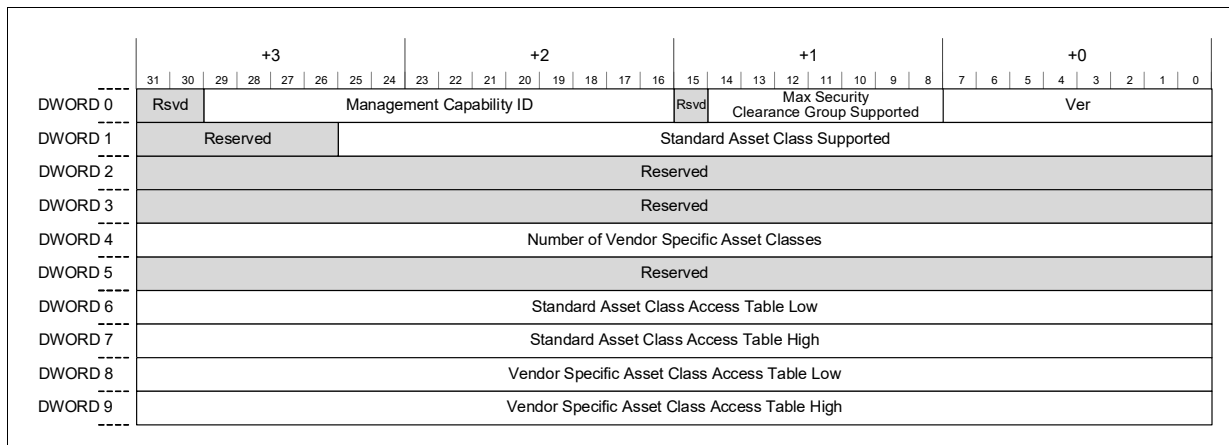 +3 +2 +1 +0
31 30 29 28 27 26 25 24 23 22 21 20 19 18 17 16 15 14 13 12 11 10 9 8 7 6 5 4 3 2 1 0
DWORD 0 Rsvd Management Capability ID Rsvd Max Security
Clearance Group Supported Ver
DWORD 1 Reserved Standard Asset Class Supported
DWORD 2 Reserved
DWORD 3 Reserved
DWORD 4 Number of Vendor Specific Asset Classes
DWORD 5 Reserved
DWORD 6 Standard Asset Class Access Table Low
DWORD 7 Standard Asset Class Access Table High
DWORD 8 Vendor Specific Asset Class Access Table Low
DWORD 9 Vendor Specific Asset Class Access Table High